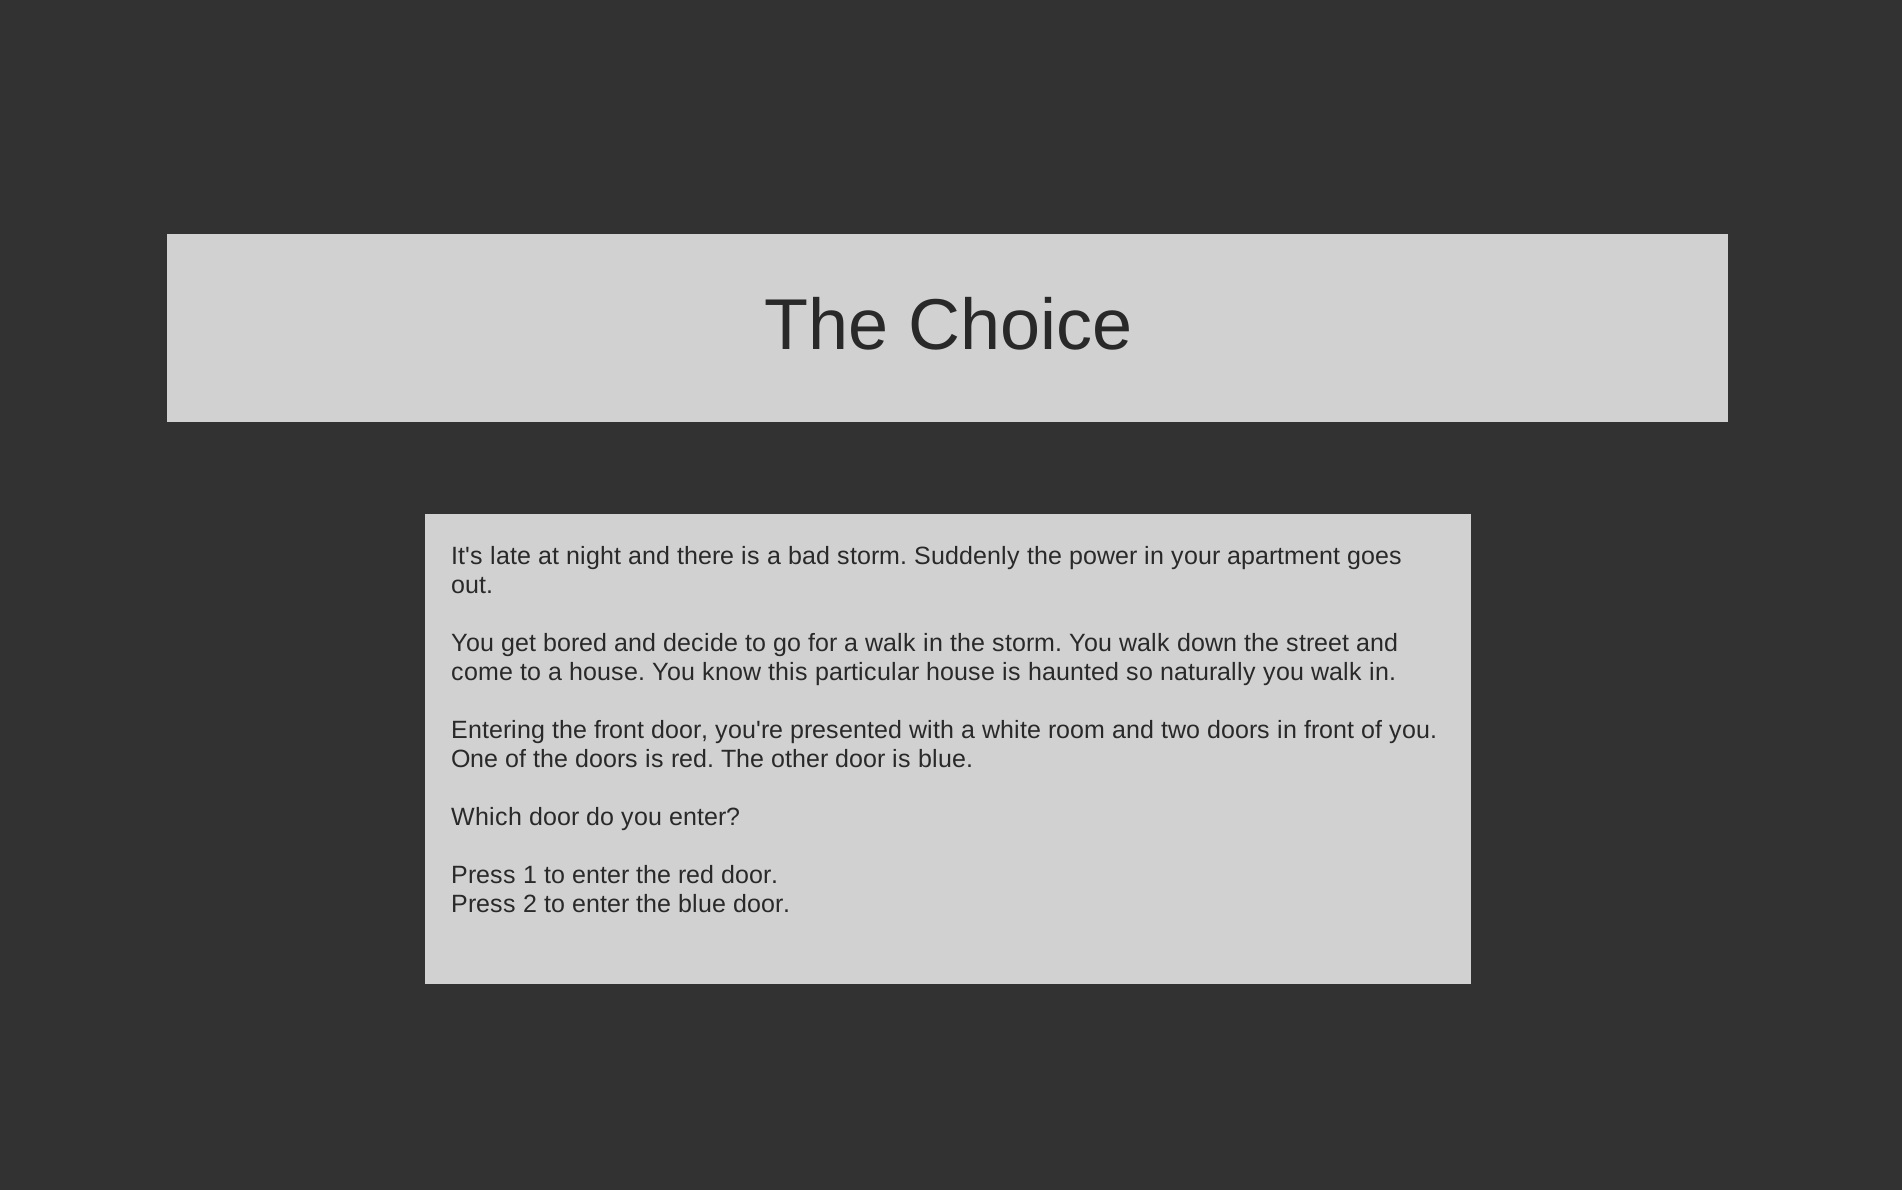 The Choice
It's late at night and there is a bad storm. Suddenly the power in your apartment goes
out.
You get bored and decide to go for a walk in the storm. You walk down the street and
come to a house. You know this particular house is haunted so naturally you walk in.
Entering the front door, you're presented with a white room and two doors in front of you.
One of the doors is red. The other door is blue.
Which door do you enter?
Press 1 to enter the red door.
Press 2 to enter the blue door.